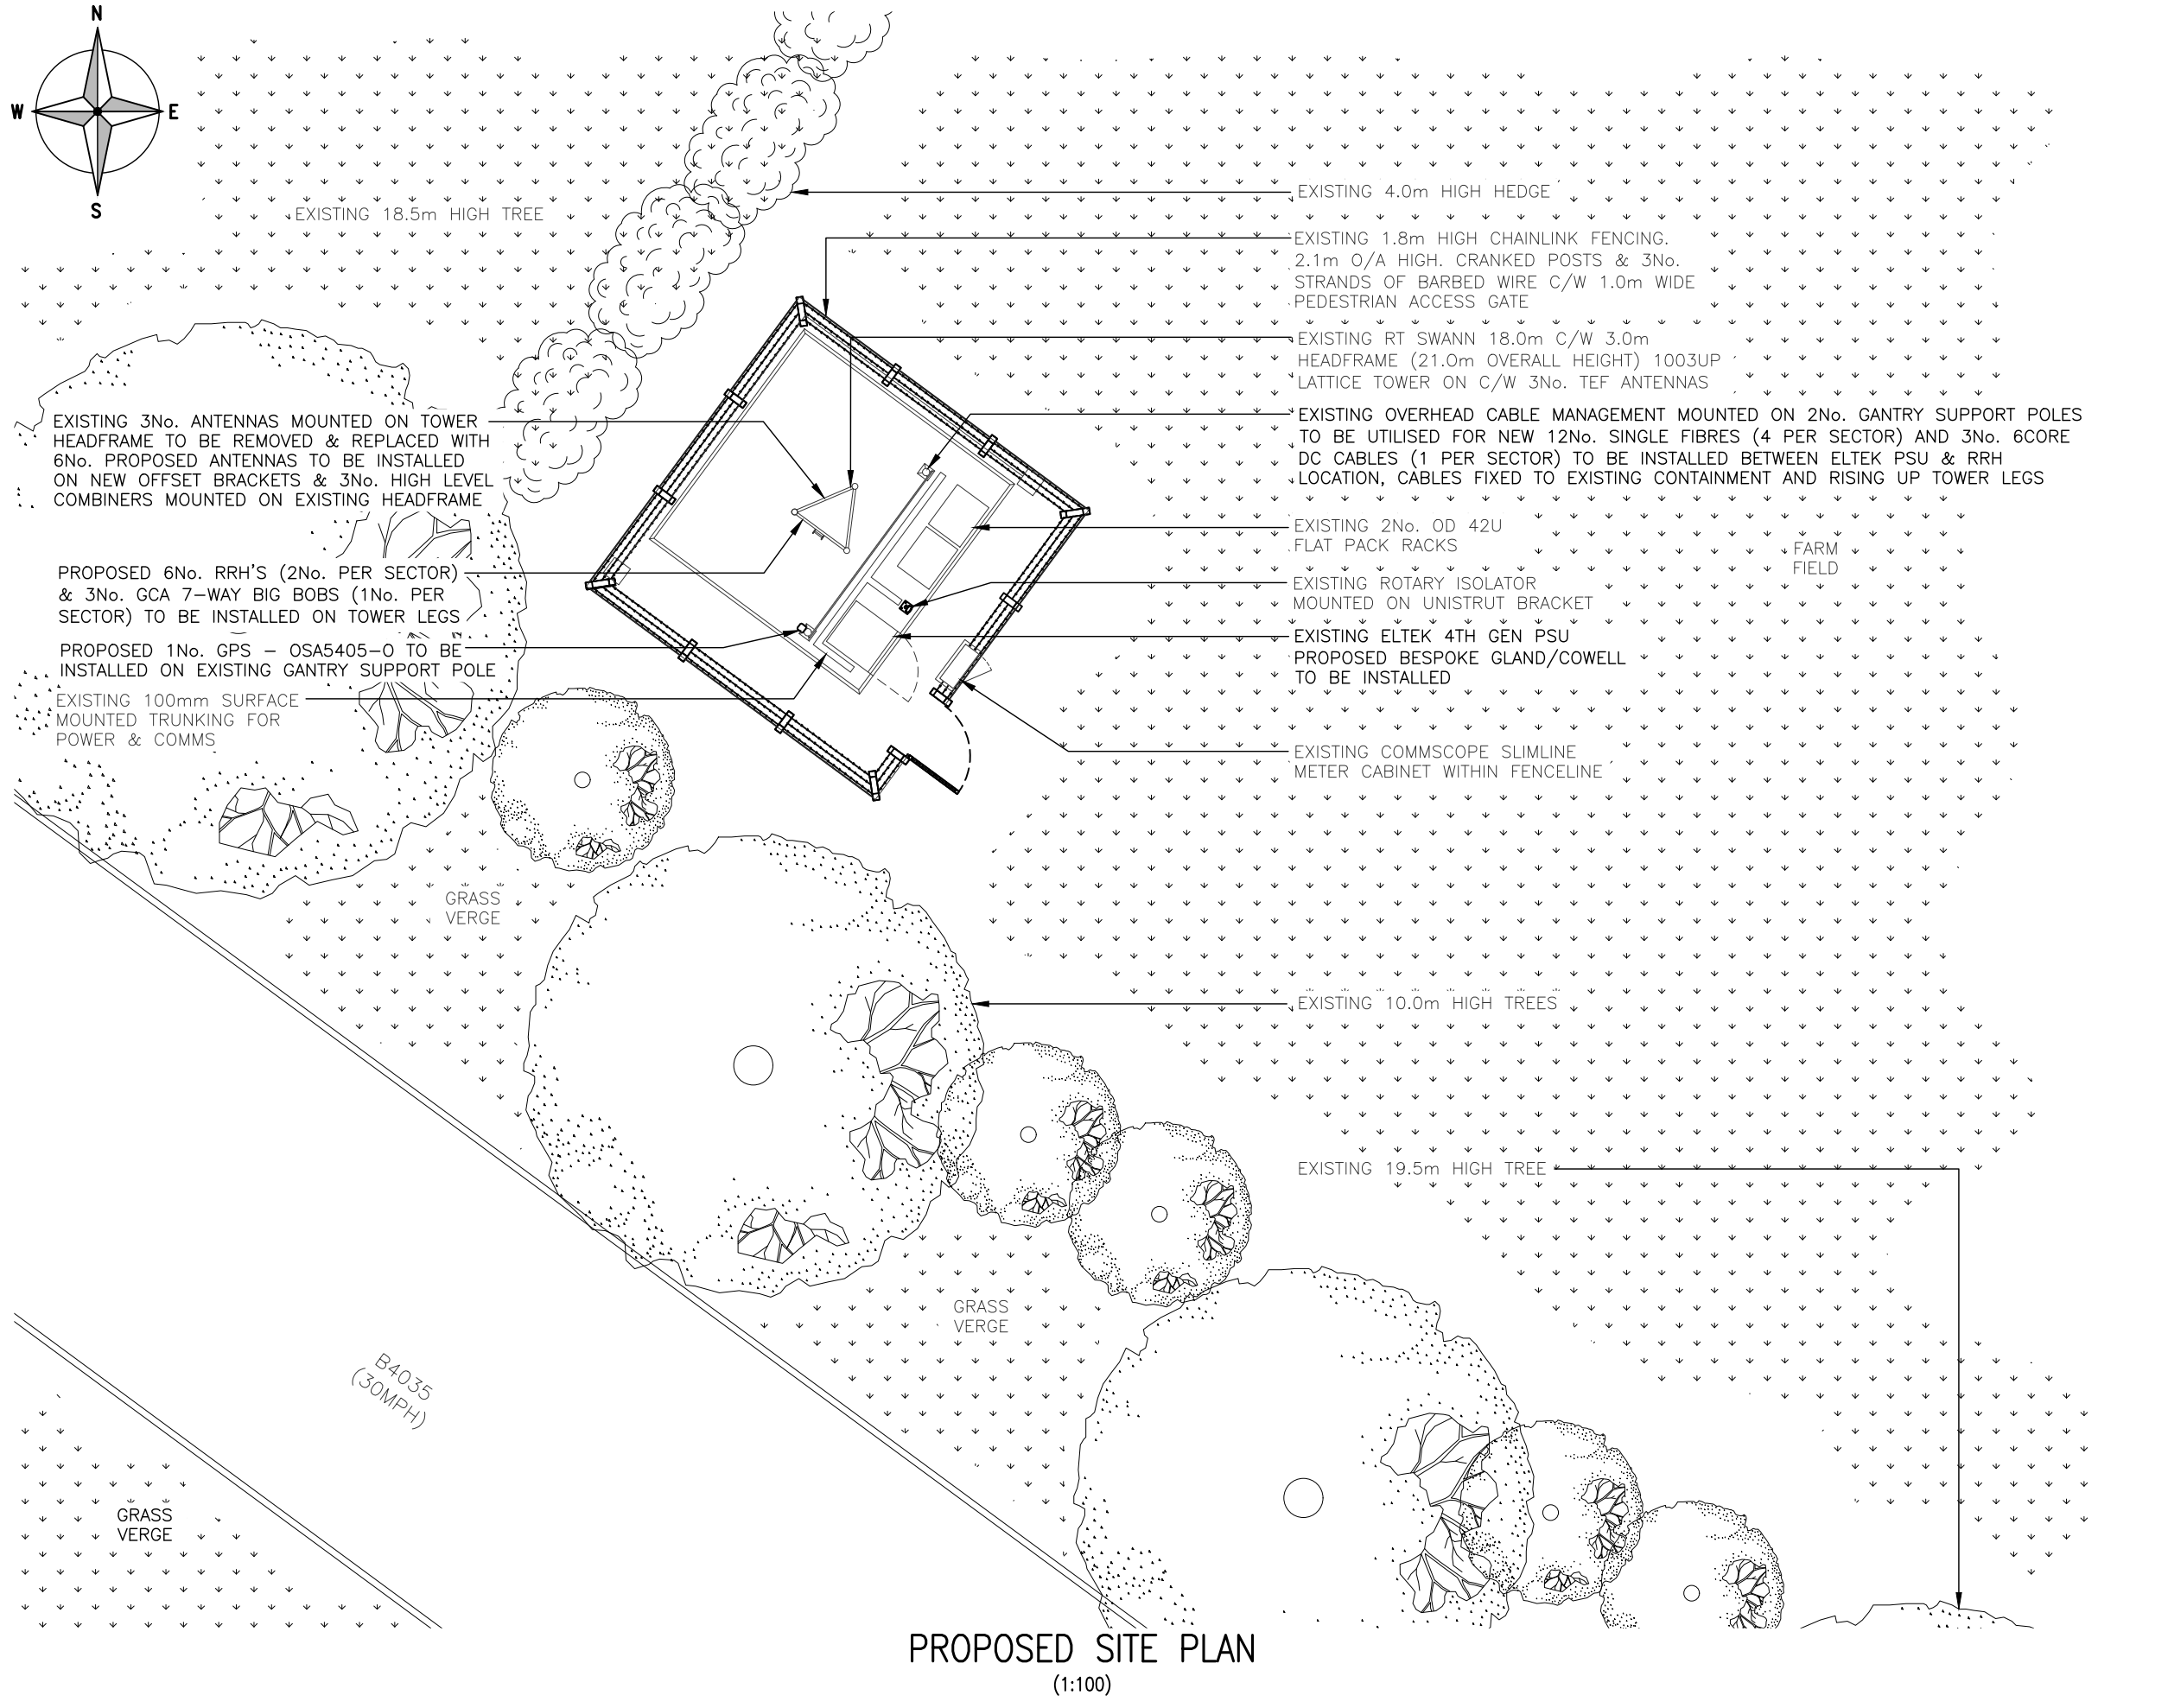 N
W
E
S
EXISTING 18.5m HIGH TREE
EXISTING 4.0m HIGH HEDGE
EXISTING 1.8m HIGH CHAINLINK FENCING.
2.1m O/A HIGH. CRANKED POSTS & 3No.
STRANDS OF BARBED WIRE C/W 1.0m WIDE
PEDESTRIAN ACCESS GATE
EXISTING RT SWANN 18.0m C/W 3.0m
HEADFRAME (21.0m OVERALL HEIGHT) 1003UP
LATTICE TOWER ON C/W 3No. TEF ANTENNAS
EXISTING 3No. ANTENNAS MOUNTED ON TOWER
HEADFRAME TO BE REMOVED & REPLACED WITH
6No. PROPOSED ANTENNAS TO BE INSTALLED
ON NEW OFFSET BRACKETS & 3No. HIGH LEVEL
COMBINERS MOUNTED ON EXISTING HEADFRAME
EXISTING OVERHEAD CABLE MANAGEMENT MOUNTED ON 2No. GANTRY SUPPORT POLES
TO BE UTILISED FOR NEW 12No. SINGLE FIBRES (4 PER SECTOR) AND 3No. 6CORE
DC CABLES (1 PER SECTOR) TO BE INSTALLED BETWEEN ELTEK PSU & RRH
LOCATION, CABLES FIXED TO EXISTING CONTAINMENT AND RISING UP TOWER LEGS
EXISTING 2No. OD 42U
FLAT PACK RACKS
FARM
FIELD
PROPOSED 6No. RRH'S (2No. PER SECTOR)
& 3No. GCA 7-WAY BIG BOBS (1No. PER
SECTOR) TO BE INSTALLED ON TOWER LEGS
EXISTING ROTARY ISOLATOR
MOUNTED ON UNISTRUT BRACKET
PROPOSED 1No. GPS - OSA5405-O TO BE
INSTALLED ON EXISTING GANTRY SUPPORT POLE
EXISTING ELTEK 4TH GEN PSU
PROPOSED BESPOKE GLAND/COWELL
TO BE INSTALLED
EXISTING 100mm SURFACE
MOUNTED TRUNKING FOR
POWER & COMMS
EXISTING COMMSCOPE SLIMLINE
METER CABINET WITHIN FENCELINE
GRASS
VERGE
EXISTING 10.0m HIGH TREES
EXISTING 19.5m HIGH TREE
GRASS
VERGE
B4035
(30MPH)
GRASS
VERGE
PROPOSED SITE PLAN
(1:100)